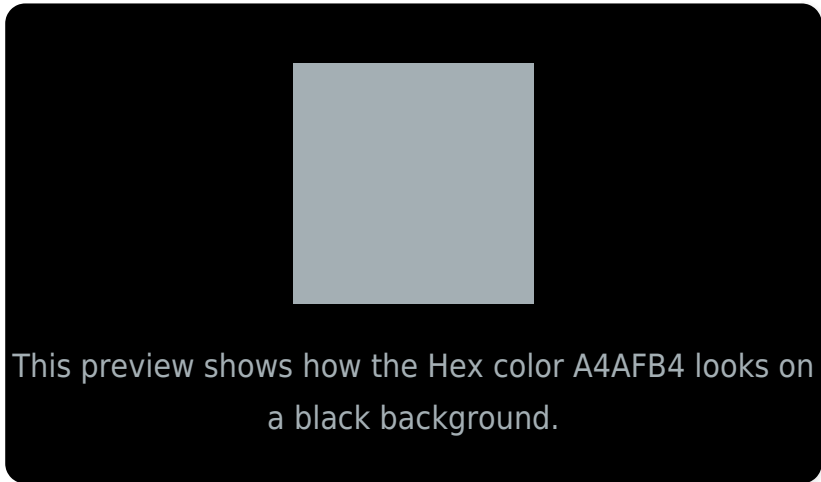 This preview shows how the Hex color A4AFB4 looks on
a black background.